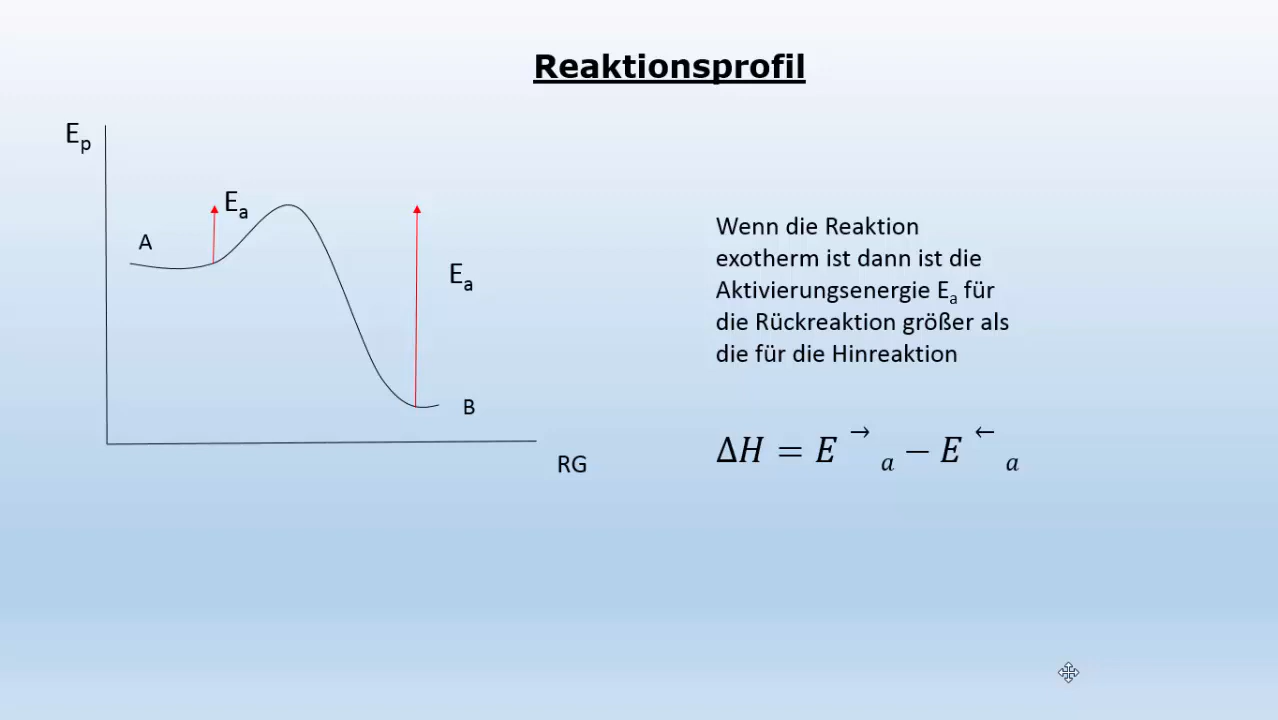 Reaktionsprofil
Eₚ
Eₐ
A
Eₐ
B
RG
Wenn die Reaktion
exotherm ist dann ist die
Aktivierungsenergie Eₐ für
die Rückreaktion größer als
die für die Hinreaktion
ΔH = E → ₐ − E ← ₐ